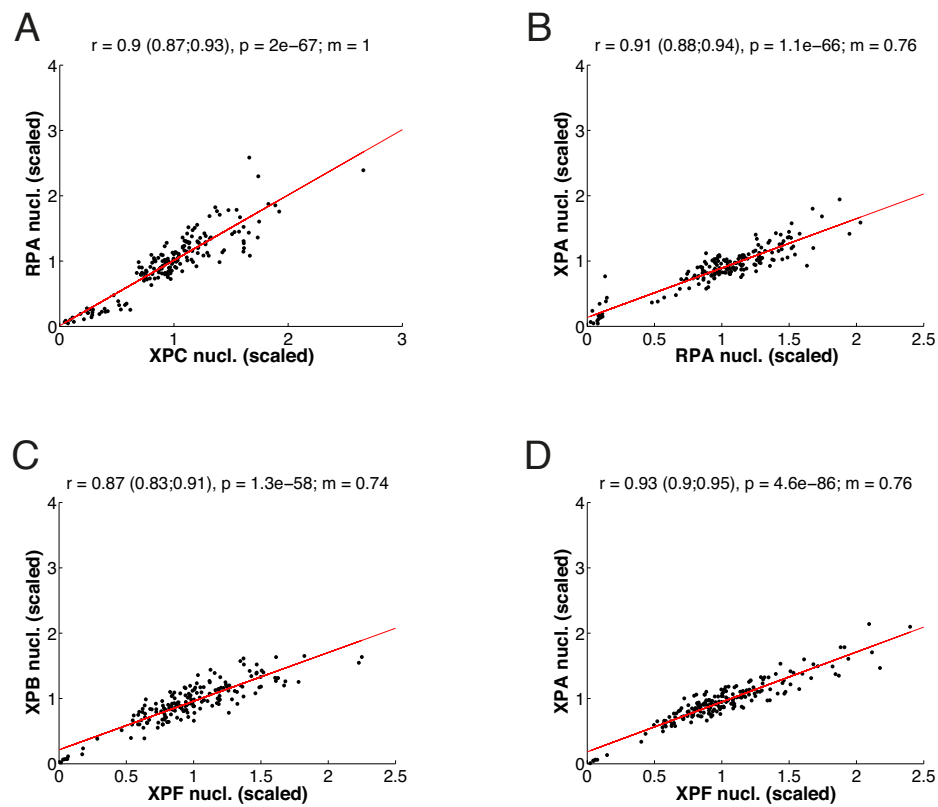 A
r = 0.9 (0.87;0.93), p = 2e−67; m = 1
4
3
2
1
0
RPA nucl. (scaled)
0
1
2
3
XPC nucl. (scaled)
B
r = 0.91 (0.88;0.94), p = 1.1e−66; m = 0.76
4
3
2
1
0
XPA nucl. (scaled)
0
0.5
1
1.5
2
2.5
RPA nucl. (scaled)
C
r = 0.87 (0.83;0.91), p = 1.3e−58; m = 0.74
4
3
2
1
0
XPB nucl. (scaled)
0
0.5
1
1.5
2
2.5
XPF nucl. (scaled)
D
r = 0.93 (0.9;0.95), p = 4.6e−86; m = 0.76
4
3
2
1
0
XPA nucl. (scaled)
0
0.5
1
1.5
2
2.5
XPF nucl. (scaled)